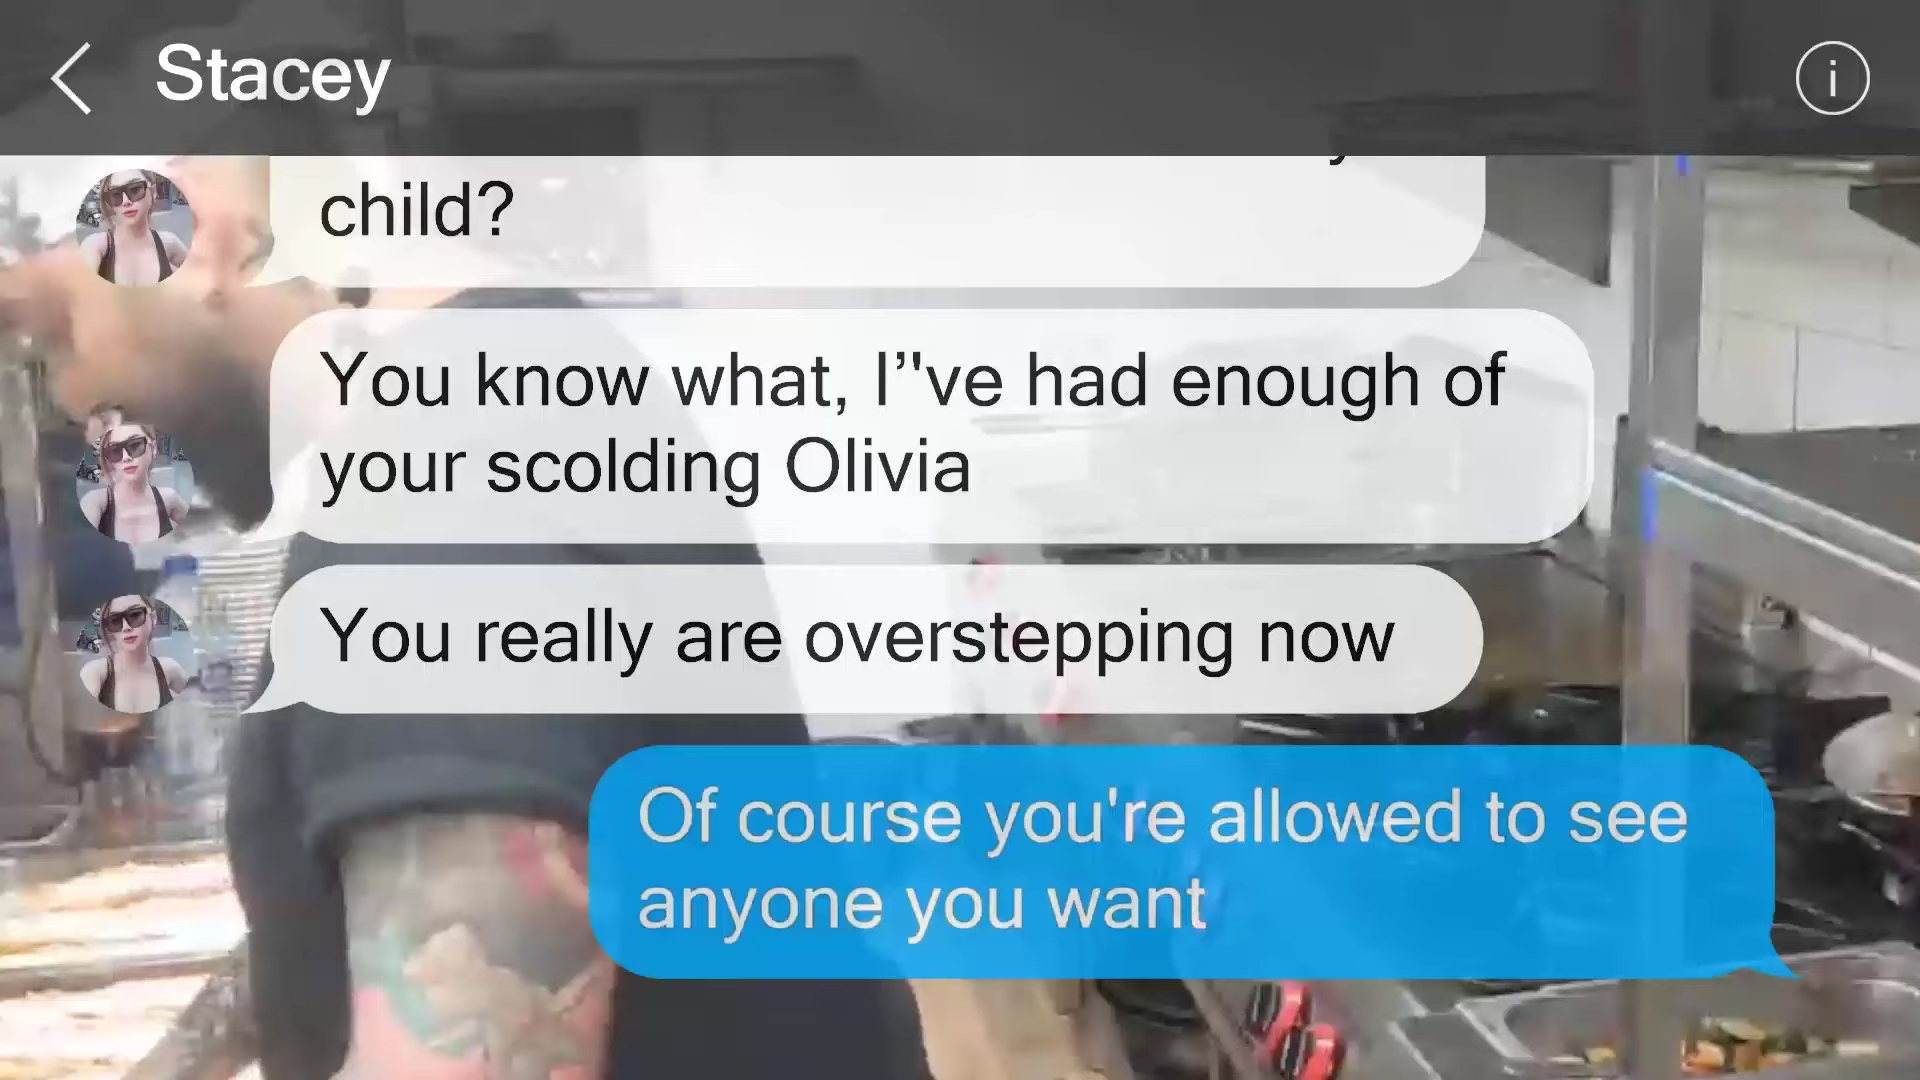 Stacey
child?
You know what, I’'ve had enough of
your scolding Olivia
You really are overstepping now
Of course you're allowed to see
anyone you want